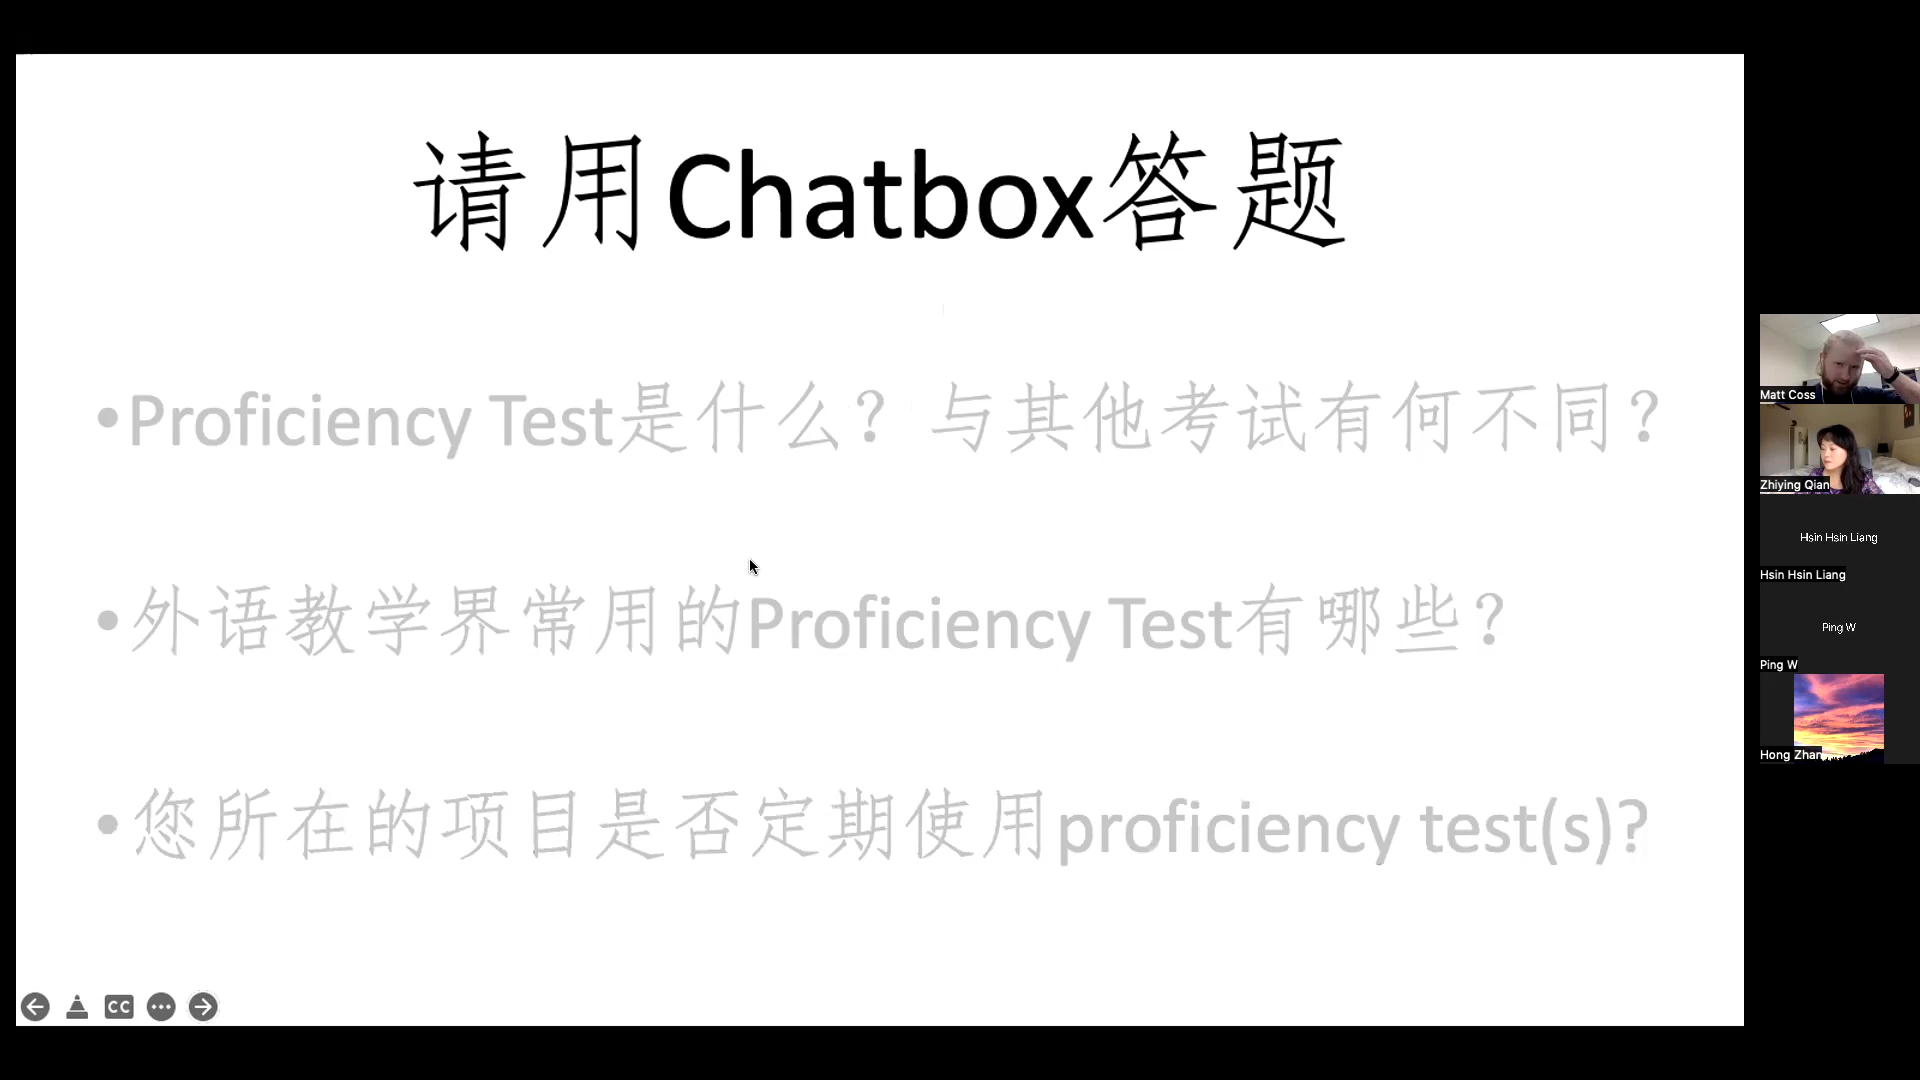 请用Chatbox答题
•Proficiency Test是什么？与其他考试有何不同？
•外语教学界常用的Proficiency Test有哪些？
•您所在的项目是否定期使用proficiency test(s)?
CC
Matt Coss
Zhiying Qian
Hsin Hsin Liang
Hsin Hsin Liang
Ping W
Ping W
Hong Zhan